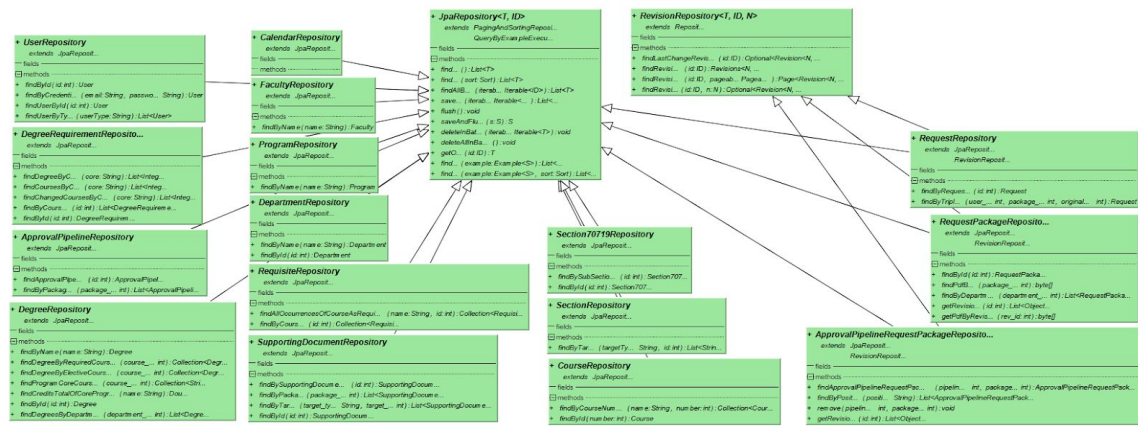 + UserRepository
extends JpaReposit...
fields
methods
+ findById (id: int) : User
+ findByCredenti... (email: String, passwo... String) : User
+ findUserById (id: int) : User
+ findUserByTy... (userType: String) : List<User>
+ DegreeRequirementReposito...
extends JpaReposit...
fields
methods
+ findDegreeByC... (core: String) : List<Integ...
+ findCoursesByC... (core: String) : List<Integ...
+ findChangedCoursesByC... (core: String) : List<Integ...
+ findByCours... (id: int) : List<DegreeRequireme...
+ findById (id: int) : DegreeRequirem...
+ ApprovalPipelineRepository
extends JpaReposit...
fields
methods
+ findApprovalPipe... (id: int) : ApprovalPipel...
+ findByPackag... (package_... int) : List<ApprovalPipeli...
+ DegreeRepository
extends JpaReposit...
fields
methods
+ findByName (name: String) : Degree
+ findDegreeByRequiredCours... (course_... int) : Collection<Degr...
+ findDegreeByElectiveCours... (course_... int) : Collection<Degr...
+ findProgramCoreCours... (course_... int) : Collection<Stri...
+ findCreditsTotalOfCoreProgr... (name: String) : Dou...
+ findById (id: int) : Degree
+ findDegreesByDepartm... (department_... int) : List<Degre...
+ CalendarRepository
extends JpaReposit...
fields
methods
+ FacultyRepository
extends JpaReposit...
fields
methods
+ findByName (name: String) : Faculty
+ ProgramRepository
extends JpaReposit...
fields
methods
+ findByName (name: String) : Program
+ DepartmentRepository
extends JpaReposit...
fields
methods
+ findByName (name: String) : Department
+ findById (id: int) : Department
+ RequisiteRepository
extends JpaReposit...
fields
methods
+ findAllOccurrencesOfCourseAsRequi... (name: String, id: int) : Collection<Requisi...
+ findByCours... (id: int) : Collection<Requisi...
+ SupportingDocumentRepository
extends JpaReposit...
fields
methods
+ findBySupportingDocume... (id: int) : SupportingDocum...
+ findByPacka... (package_... int) : List<SupportingDocume...
+ findByTar... (target_ty... String, target_... int) : List<SupportingDocume...
+ findById (id: int) : SupportingDocum...
+ JpaRepository<T, ID>
extends PagingAndSortingReposi...
QueryByExampleExecu...
fields
methods
+ find... () : List<T>
+ find... (sort: Sort) : List<T>
+ findAllB... (iterab... Iterable<ID>) : List<T>
+ save... (iterab... Iterable<... ) : List<...
+ flush() : void
+ saveAndFlu... (s: S) : S
+ deleteInBat... (iterab... Iterable<T>) : void
+ deleteAllInBa... () : void
+ getO... (id: ID) : T
+ find... (example: Example<S>) : List<...
+ find... (example: Example<S>, sort: Sort) : List<...
+ Section70719Repository
extends JpaReposit...
fields
methods
+ findBySubSectio... (id: int) : Section707...
+ findById (id: int) : Section707...
+ SectionRepository
extends JpaReposit...
fields
methods
+ findByTar... (targetTy... String, id: int) : List<Strin...
+ CourseRepository
extends JpaReposit...
fields
methods
+ findByCourseNum... (name: String, number: int) : Collection<Cour...
+ findById (number: int) : Course
+ RevisionRepository<T, ID, N>
extends Reposit...
fields
methods
+ findLastChangeRevis... (id: ID) : Optional<Revision<N, ...
+ findRevisi... (id: ID) : Revisions<N, ...
+ findRevisi... (id: ID, pageab... Pagea... ) : Page<Revision<N, ...
+ findRevisi... (id: ID, n: N) : Optional<Revision<N, ...
+ RequestRepository
extends JpaReposit...
RevisionReposit...
fields
methods
+ findByReques... (id: int) : Request
+ findByTripl... (user_... int, package_... int, original... int) : Request
+ RequestPackageReposito...
extends JpaReposit...
RevisionReposit...
fields
methods
+ findById (id: int) : RequestPacka...
+ findPdfB... (package_... int) : byte[]
+ findByDepartm... (department_... int) : List<RequestPacka...
+ getRevisio... (id: int) : List<Object...
+ getPdfByRevis... (rev_id: int) : byte[]
+ ApprovalPipelineRequestPackageReposito...
extends JpaReposit...
RevisionReposit...
fields
methods
+ findApprovalPipelineRequestPac... (pipelin... int, package... int) : ApprovalPipelineRequestPack...
+ findByPosit... (positi... String) : List<ApprovalPipelineRequestPack...
+ remove (pipelin... int, package... int) : void
+ getRevisio... (id: int) : List<Object...